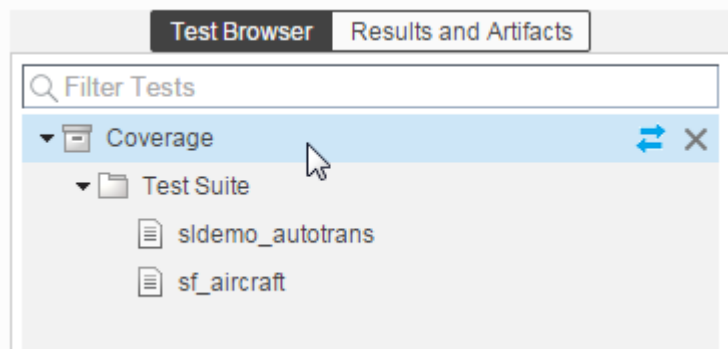 Test Browser Results and Artifacts
Filter Tests
Coverage
Test Suite
sldemo_autotrans
sf_aircraft